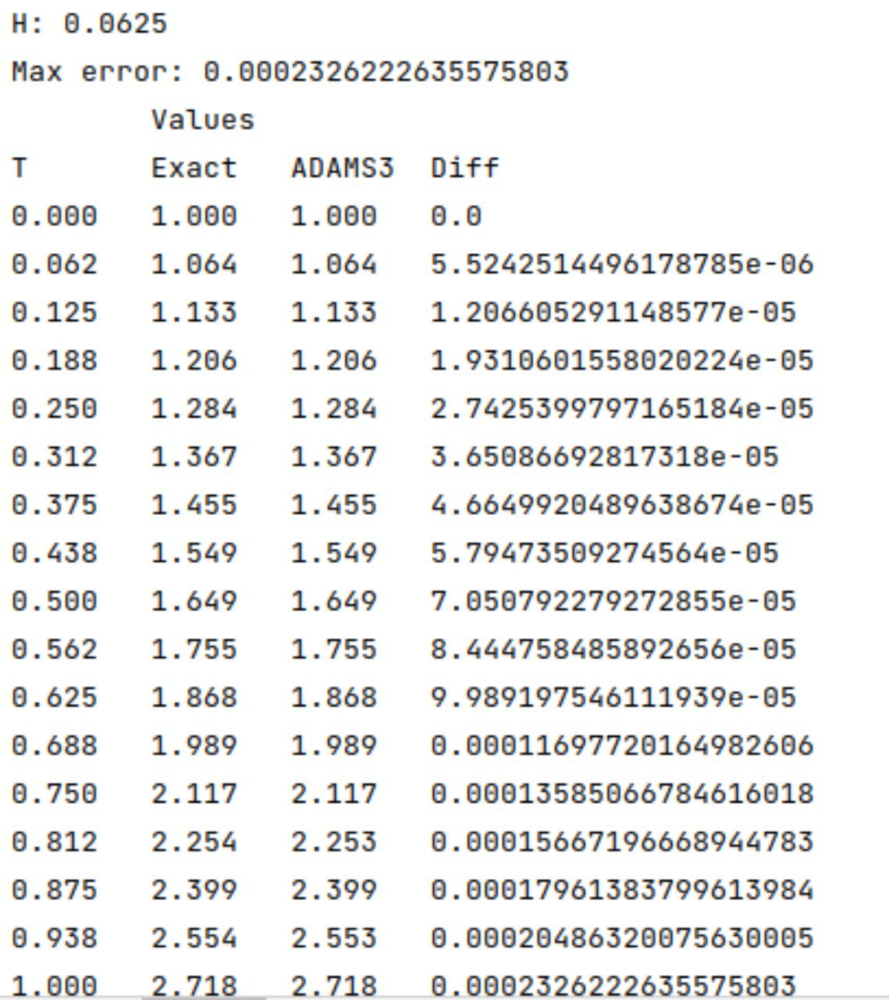 H: 0.0625
Max error: 0.0002326222635575803
Values
T Exact ADAMS3 Diff
0.000 1.000 1.000 0.0
0.062 1.064 1.064 5.5242514496178785e-06
0.125 1.133 1.133 1.206605291148577e-05
0.188 1.206 1.206 1.9310601558020224e-05
0.250 1.284 1.284 2.7425399797165184e-05
0.312 1.367 1.367 3.65086692817318e-05
0.375 1.455 1.455 4.6649920489638674e-05
0.438 1.549 1.549 5.79473509274564e-05
0.500 1.649 1.649 7.050792279272855e-05
0.562 1.755 1.755 8.444758485892656e-05
0.625 1.868 1.868 9.989197546111939e-05
0.688 1.989 1.989 0.00011697720164982606
0.750 2.117 2.117 0.00013585066784616018
0.812 2.254 2.253 0.00015667196668944783
0.875 2.399 2.399 0.00017961383799613984
0.938 2.554 2.553 0.00020486320075630005
1.000 2.718 2.718 0.0002326222635575803